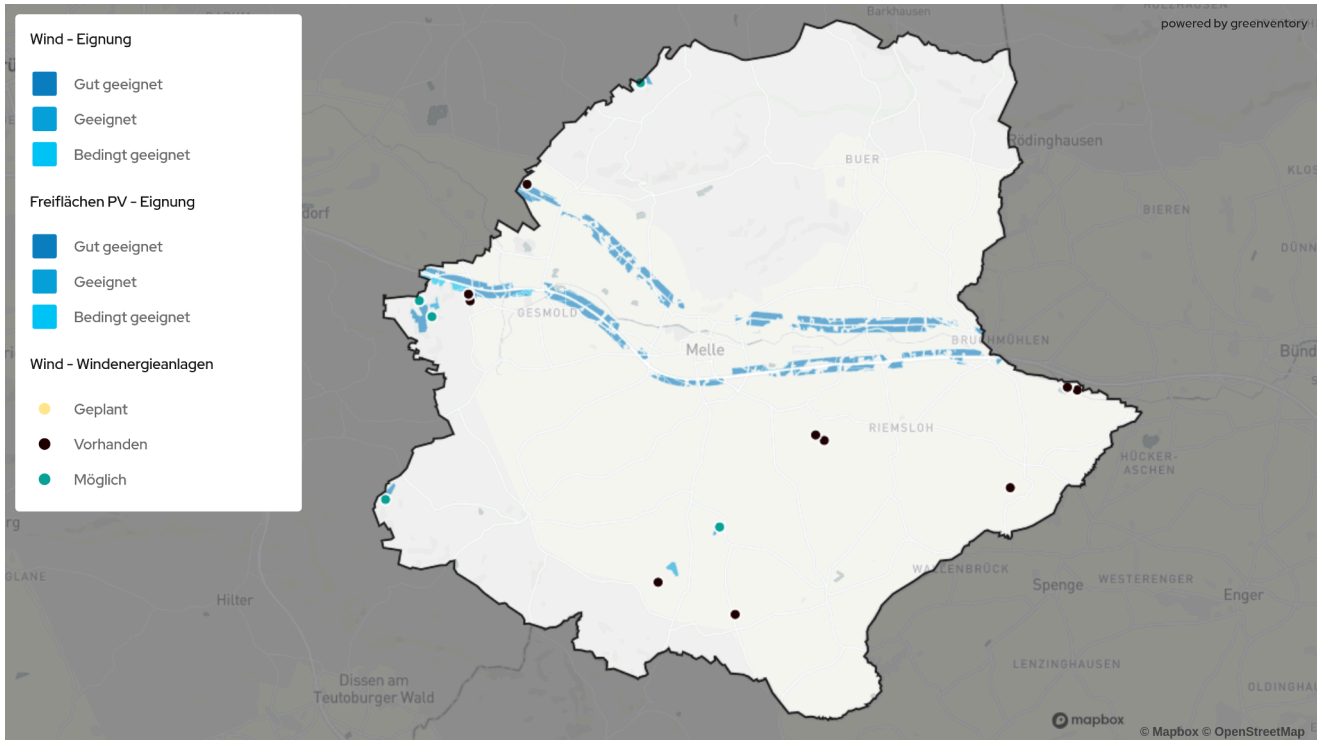 Wind - Eignung
Gut geeignet
Geeignet
Bedingt geeignet
Freiflächen PV - Eignung
Gut geeignet
Geeignet
Bedingt geeignet
Wind - Windenergieanlagen
Geplant
Vorhanden
Möglich
Barkhausen
powered by greenventory
Rödinghausen
BUER
BIEREN
GESMOLD
BRUCHMÜHLEN
Melle
RIEMSLOH
HÜCKER-
ASCHEN
WALLENBRÜCK
Spenge
WESTERENGER
Enger
GLANE
Hilter
LENZINGHAUSEN
Dissen am
Teutoburger Wald
mapbox
© Mapbox © OpenStreetMap